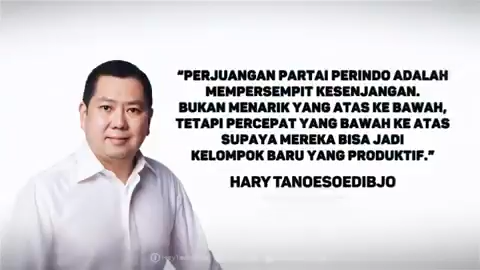 “PERJUANGAN PARTAI PERINDO ADALAH
MEMPERSEMPIT KESENJANGAN.
BUKAN MENARIK YANG ATAS KE BAWAH,
TETAPI PERCEPAT YANG BAWAH KE ATAS
SUPAYA MEREKA BISA JADI
KELOMPOK BARU YANG PRODUKTIF.”
HARY TANOESOEDIBJO